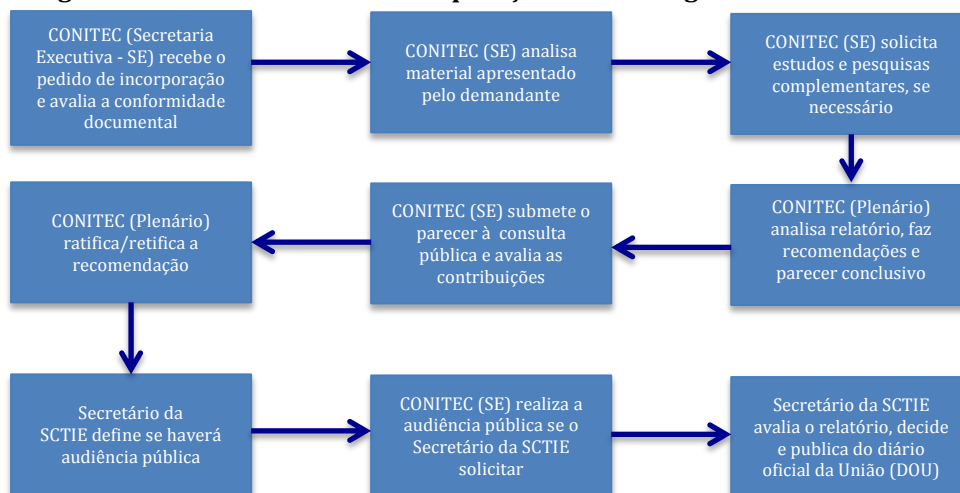 CONITEC (Secretaria
Executiva - SE) recebe o
pedido de incorporação
e avalia a conformidade
documental
CONITEC (SE) analisa
material apresentado
pelo demandante
CONITEC (SE) solicita
estudos e pesquisas
complementares, se
necessário
CONITEC (Plenário)
analisa relatório, faz
recomendações e
parecer conclusivo
CONITEC (SE) submete o
parecer à consulta
pública e avalia as
contribuições
CONITEC (Plenário)
ratifica/retifica a
recomendação
Secretário da
SCTIE define se haverá
audiência pública
CONITEC (SE) realiza a
audiência pública se o
Secretário da SCTIE
solicitar
Secretário da SCTIE
avalia o relatório, decide
e publica do diário
oficial da União (DOU)